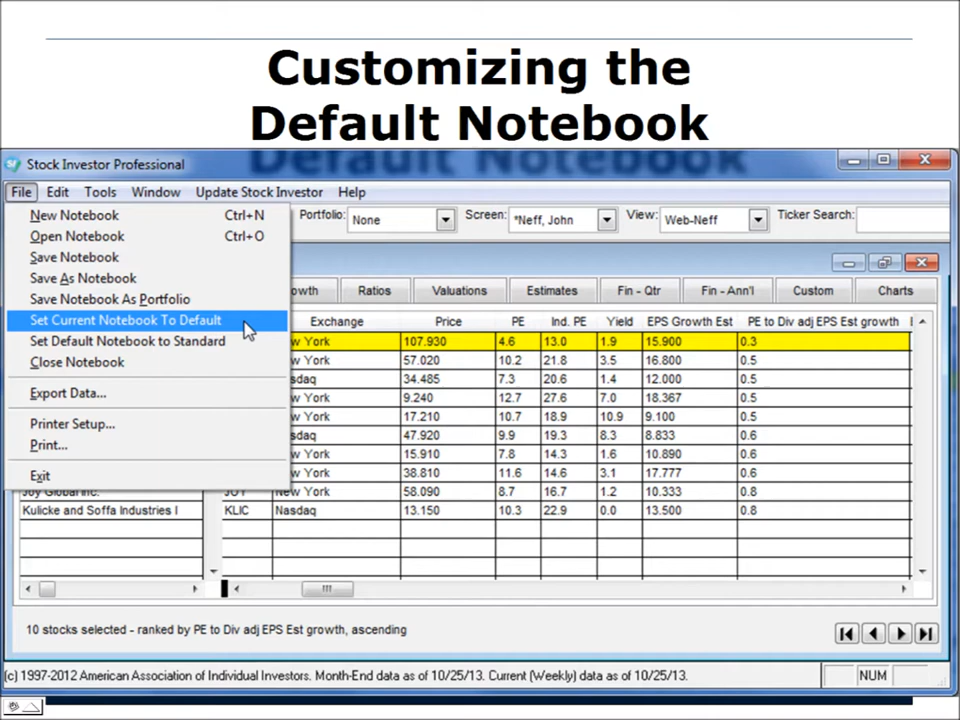 Customizing the
Default Notebook
Stock Investor Professional
File Edit Tools Window Update Stock Investor Help
New Notebook Ctrl+N
Open Notebook Ctrl+O
Save Notebook
Save As Notebook
Save Notebook As Portfolio
Set Current Notebook To Default
Set Default Notebook to Standard
Close Notebook
Export Data...
Printer Setup...
Print...
Exit
Portfolio: None Screen: *Neff, John View: Web-Neff Ticker Search:
owth Ratios Valuations Estimates Fin - Qtr Fin - Ann'l Custom Charts
Exchange Price PE Ind. PE Yield EPS Growth Est PE to Div adj EPS Est growth
w York 107.930 4.6 13.0 1.9 15.900 0.3
w York 57.020 10.2 21.8 3.5 16.800 0.5
sdaq 34.485 7.3 20.6 1.4 12.000 0.5
w York 9.240 12.7 27.6 7.0 18.367 0.5
w York 17.210 10.7 18.9 10.9 9.100 0.5
sdaq 47.920 9.9 19.3 8.3 8.833 0.6
w York 15.910 7.8 14.3 1.6 10.890 0.6
w York 38.810 11.6 14.6 3.1 17.777 0.6
Joy Global Inc. JOY New York 58.090 8.7 16.7 1.2 10.333 0.8
Kulicke and Soffa Industries I KLIC Nasdaq 13.150 10.3 22.9 0.0 13.500 0.8
10 stocks selected - ranked by PE to Div adj EPS Est growth, ascending
(c) 1997-2012 American Association of Individual Investors. Month-End data as of 10/25/13. Current (Weekly) data as of 10/25/13. NUM